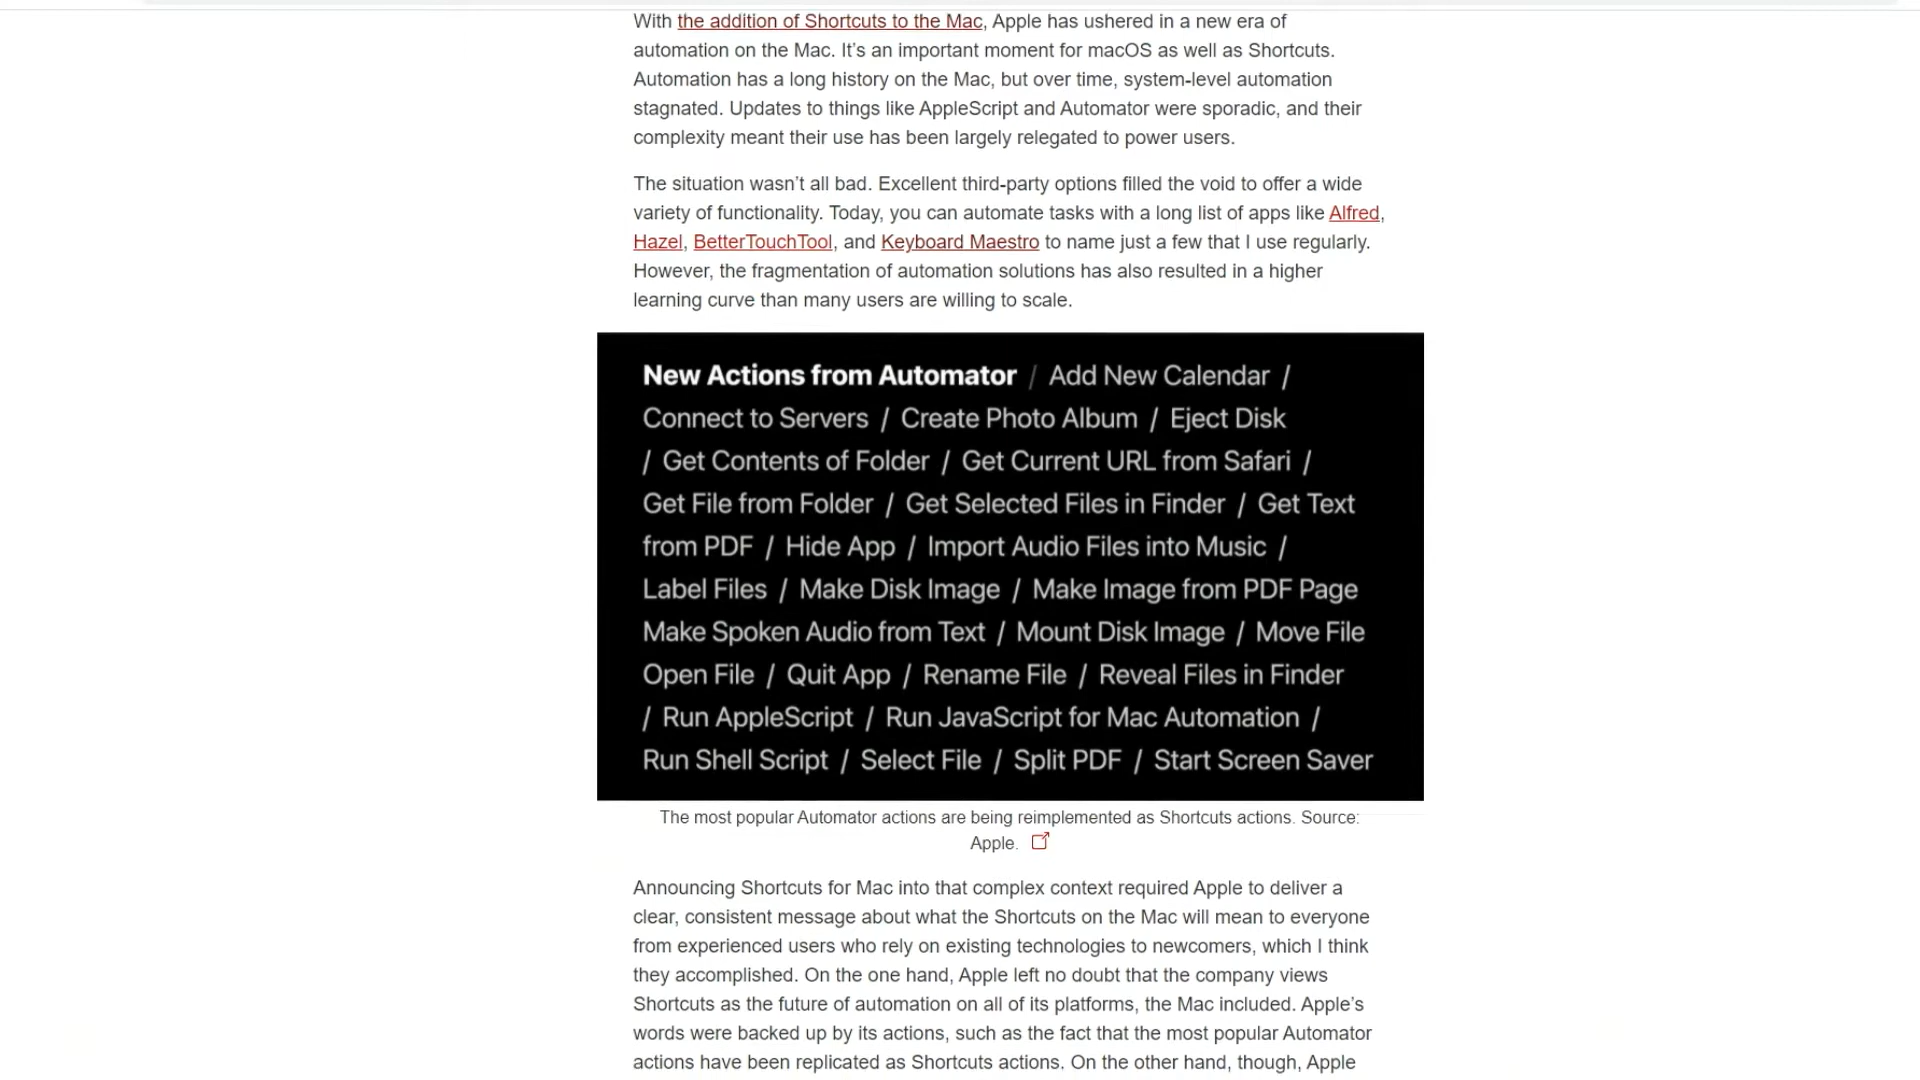 With the addition of Shortcuts to the Mac, Apple has ushered in a new era of
automation on the Mac. It’s an important moment for macOS as well as Shortcuts.
Automation has a long history on the Mac, but over time, system-level automation
stagnated. Updates to things like AppleScript and Automator were sporadic, and their
complexity meant their use has been largely relegated to power users.
The situation wasn’t all bad. Excellent third-party options filled the void to offer a wide
variety of functionality. Today, you can automate tasks with a long list of apps like Alfred,
Hazel, BetterTouchTool, and Keyboard Maestro to name just a few that I use regularly.
However, the fragmentation of automation solutions has also resulted in a higher
learning curve than many users are willing to scale.
New Actions from Automator / Add New Calendar /
Connect to Servers / Create Photo Album / Eject Disk
/ Get Contents of Folder / Get Current URL from Safari /
Get File from Folder / Get Selected Files in Finder / Get Text
from PDF / Hide App / Import Audio Files into Music /
Label Files / Make Disk Image / Make Image from PDF Page
Make Spoken Audio from Text / Mount Disk Image / Move File
Open File / Quit App / Rename File / Reveal Files in Finder
/ Run AppleScript / Run JavaScript for Mac Automation /
Run Shell Script / Select File / Split PDF / Start Screen Saver
The most popular Automator actions are being reimplemented as Shortcuts actions. Source:
Apple.
Announcing Shortcuts for Mac into that complex context required Apple to deliver a
clear, consistent message about what the Shortcuts on the Mac will mean to everyone
from experienced users who rely on existing technologies to newcomers, which I think
they accomplished. On the one hand, Apple left no doubt that the company views
Shortcuts as the future of automation on all of its platforms, the Mac included. Apple’s
words were backed up by its actions, such as the fact that the most popular Automator
actions have been replicated as Shortcuts actions. On the other hand, though, Apple